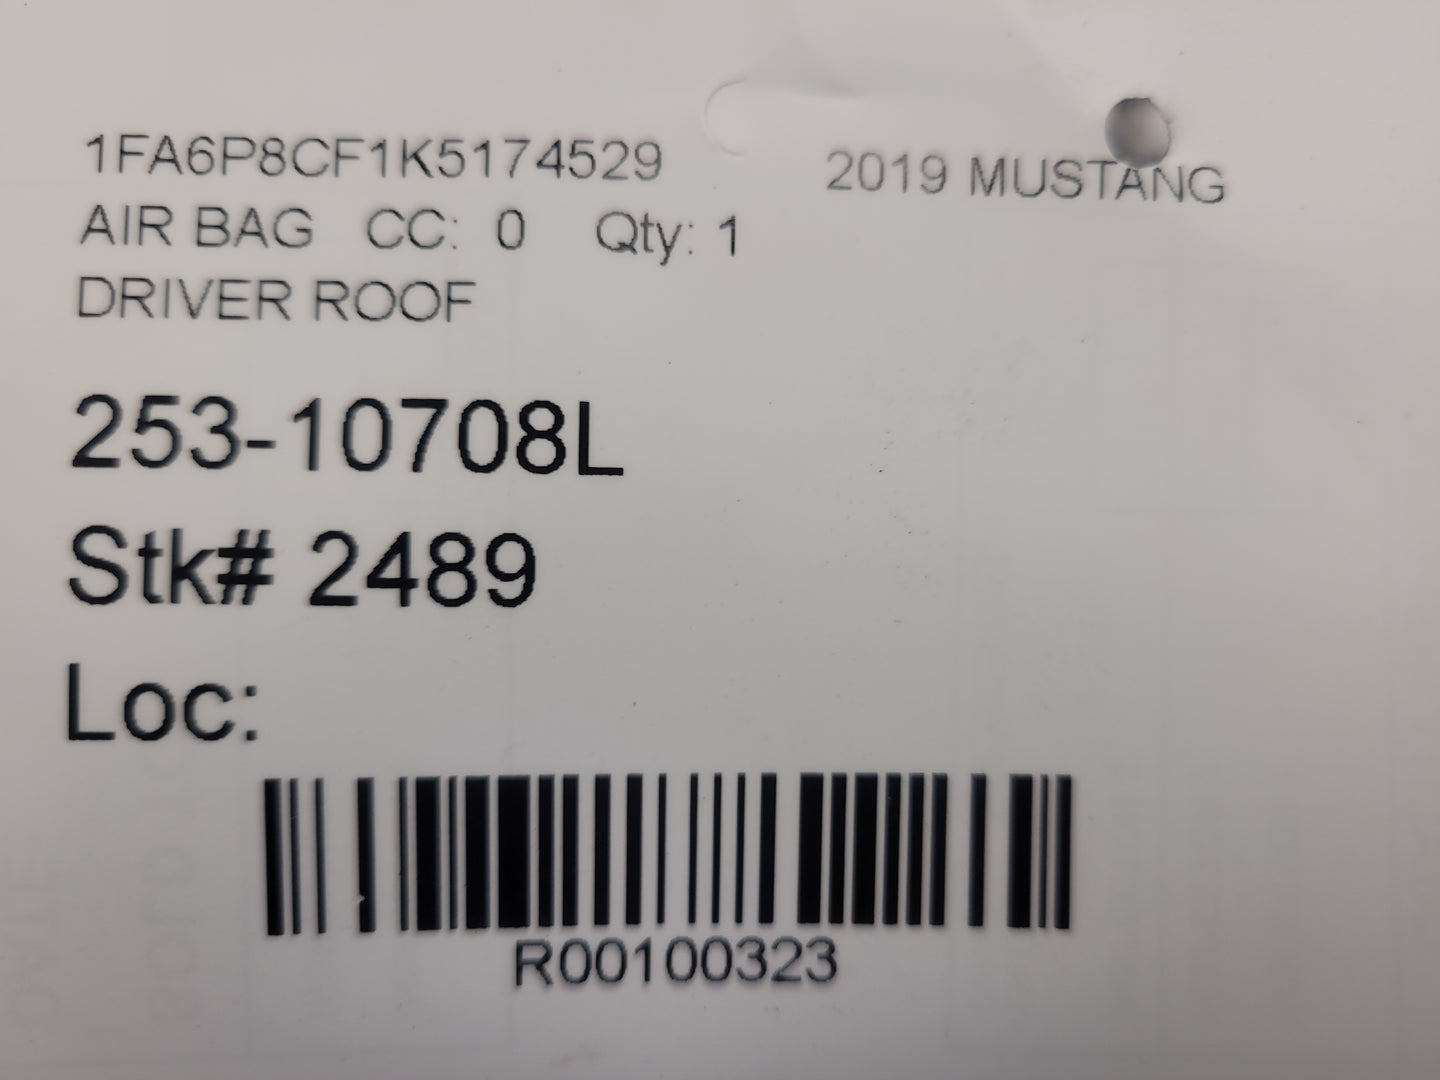 1FA6P8CF1K5174529 2019 MUSTANG
AIR BAG CC: 0 Qty: 1
DRIVER ROOF
253-10708L
Stk# 2489
Loc:
R00100323